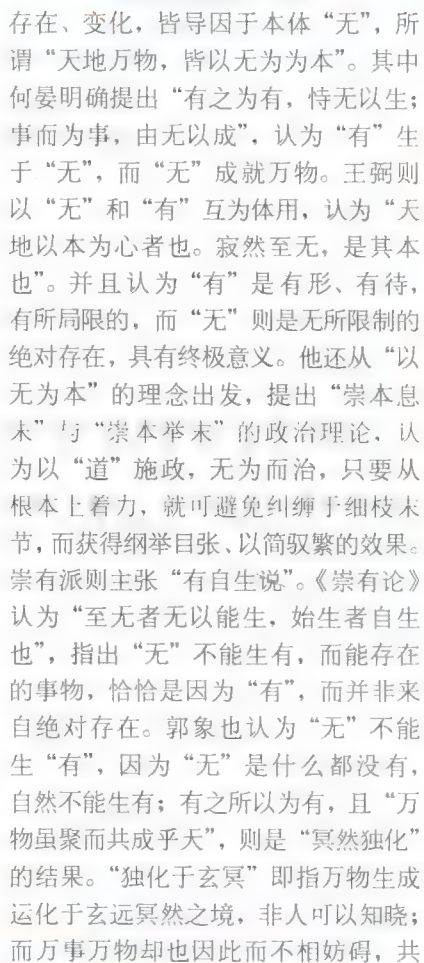 存在、变化，皆导因于本体“无”，所
谓“天地万物，皆以无为为本”。其中
何晏明确提出“有之为有，恃无以生；
事而为事，由无以成”，认为“有”生
于“无”，而“无”成就万物。王弼则
以“无”和“有”互为体用，认为“天
地以本为心者也。寂然至无，是其本
也”。并且认为“有”是有形、有待，
有所局限的，而“无”则是无所限制的
绝对存在，具有终极意义。他还从“以
无为本”的理念出发，提出“崇本息
末”与“崇本举末”的政治理论，认
为以“道”施政，无为而治，只要从
根本上着力，就可避免纠缠于细枝末
节，而获得纲举目张、以简驭繁的效果。
崇有派则主张“有自生说”。《崇有论》
认为“至无者无以能生，始生者自生
也”，指出“无”不能生有，而能存在
的事物，恰恰是因为“有”，而并非来
自绝对存在。郭象也认为“无”不能
生“有”，因为“无”是什么都没有，
自然不能生有；有之所以为有，且“万
物虽聚而共成乎天”，则是“冥然独化”
的结果。“独化于玄冥”即指万物生成
运化于玄远冥然之境，非人可以知晓；
而万事万物却也因此而不相妨碍，共